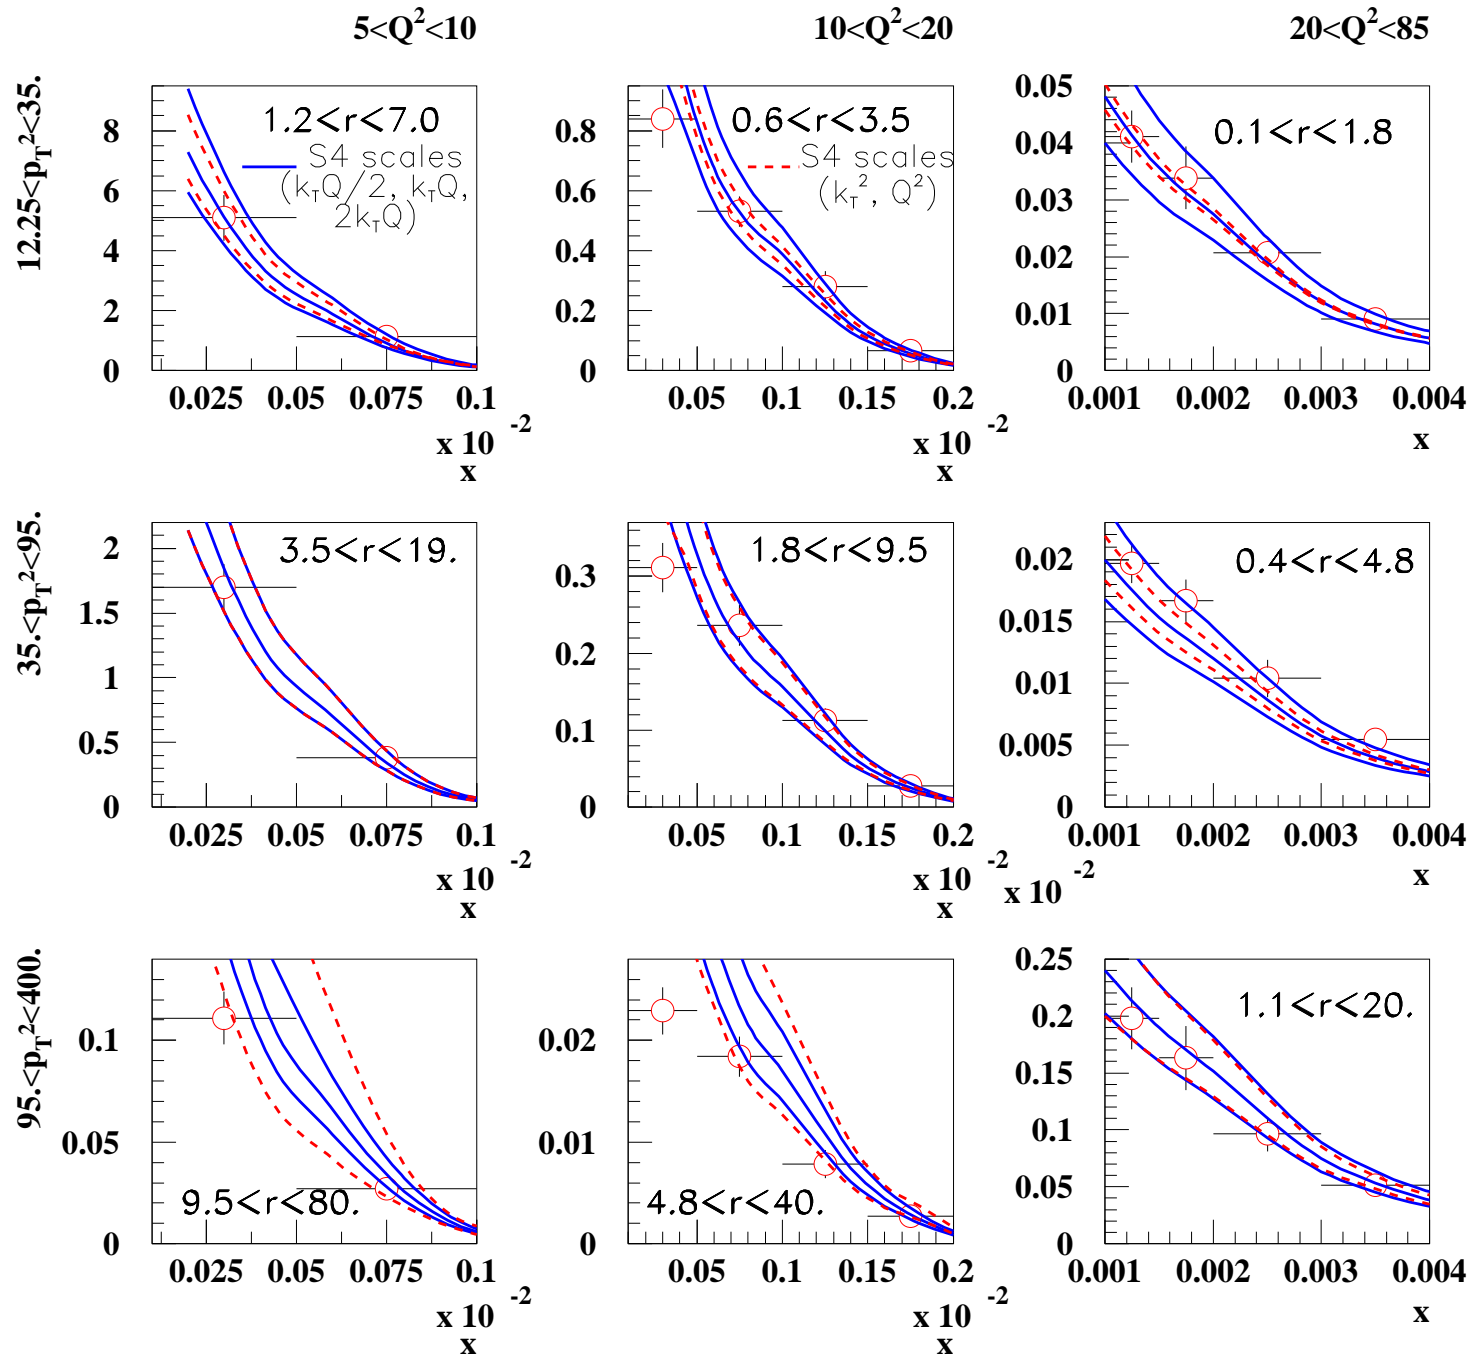 5<Q²<10 10<Q²<20 20<Q²<85
12.25<p_T²<35.
1.2<r<7.0
S4 scales
(k_TQ/2, k_TQ,
2k_TQ)
8
6
4
2
0
0.025 0.05 0.075 0.1
x 10⁻²
x
0.6<r<3.5
S4 scales
(k_T², Q²)
0.8
0.6
0.4
0.2
0
0.05 0.1 0.15 0.2
x 10⁻²
x
0.1<r<1.8
0.05
0.04
0.03
0.02
0.01
0
0.001 0.002 0.003 0.004
x
35.<p_T²<95.
3.5<r<19.
2
1.5
1
0.5
0
0.025 0.05 0.075 0.1
x 10⁻²
x
1.8<r<9.5
0.3
0.2
0.1
0
0.05 0.1 0.15 0.2
x 10⁻²
x
0.4<r<4.8
0.02
0.015
0.01
0.005
0
0.001 0.002 0.003 0.004
x
95.<p_T²<400.
9.5<r<80.
0.1
0.05
0
0.025 0.05 0.075 0.1
x 10⁻²
x
4.8<r<40.
0.02
0.01
0
0.05 0.1 0.15 0.2
x 10⁻²
x
x 10⁻²
1.1<r<20.
0.25
0.2
0.15
0.1
0.05
0
0.001 0.002 0.003 0.004
x